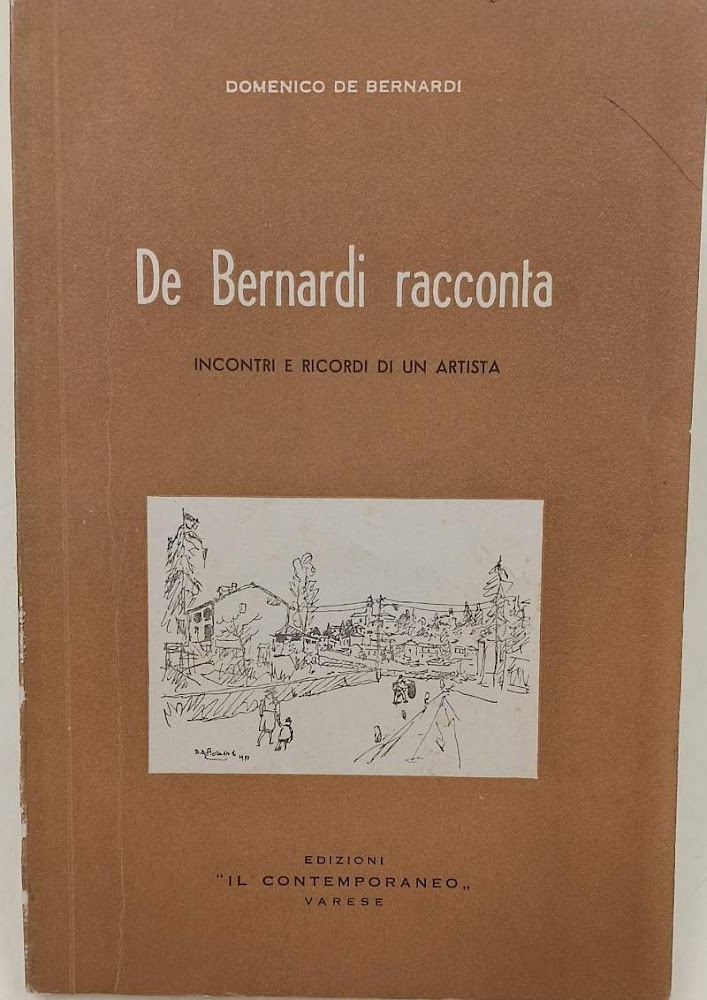 DOMENICO DE BERNARDI
De Bernardi racconta
INCONTRI E RICORDI DI UN ARTISTA
EDIZIONI
"IL CONTEMPORANEO„
VARESE